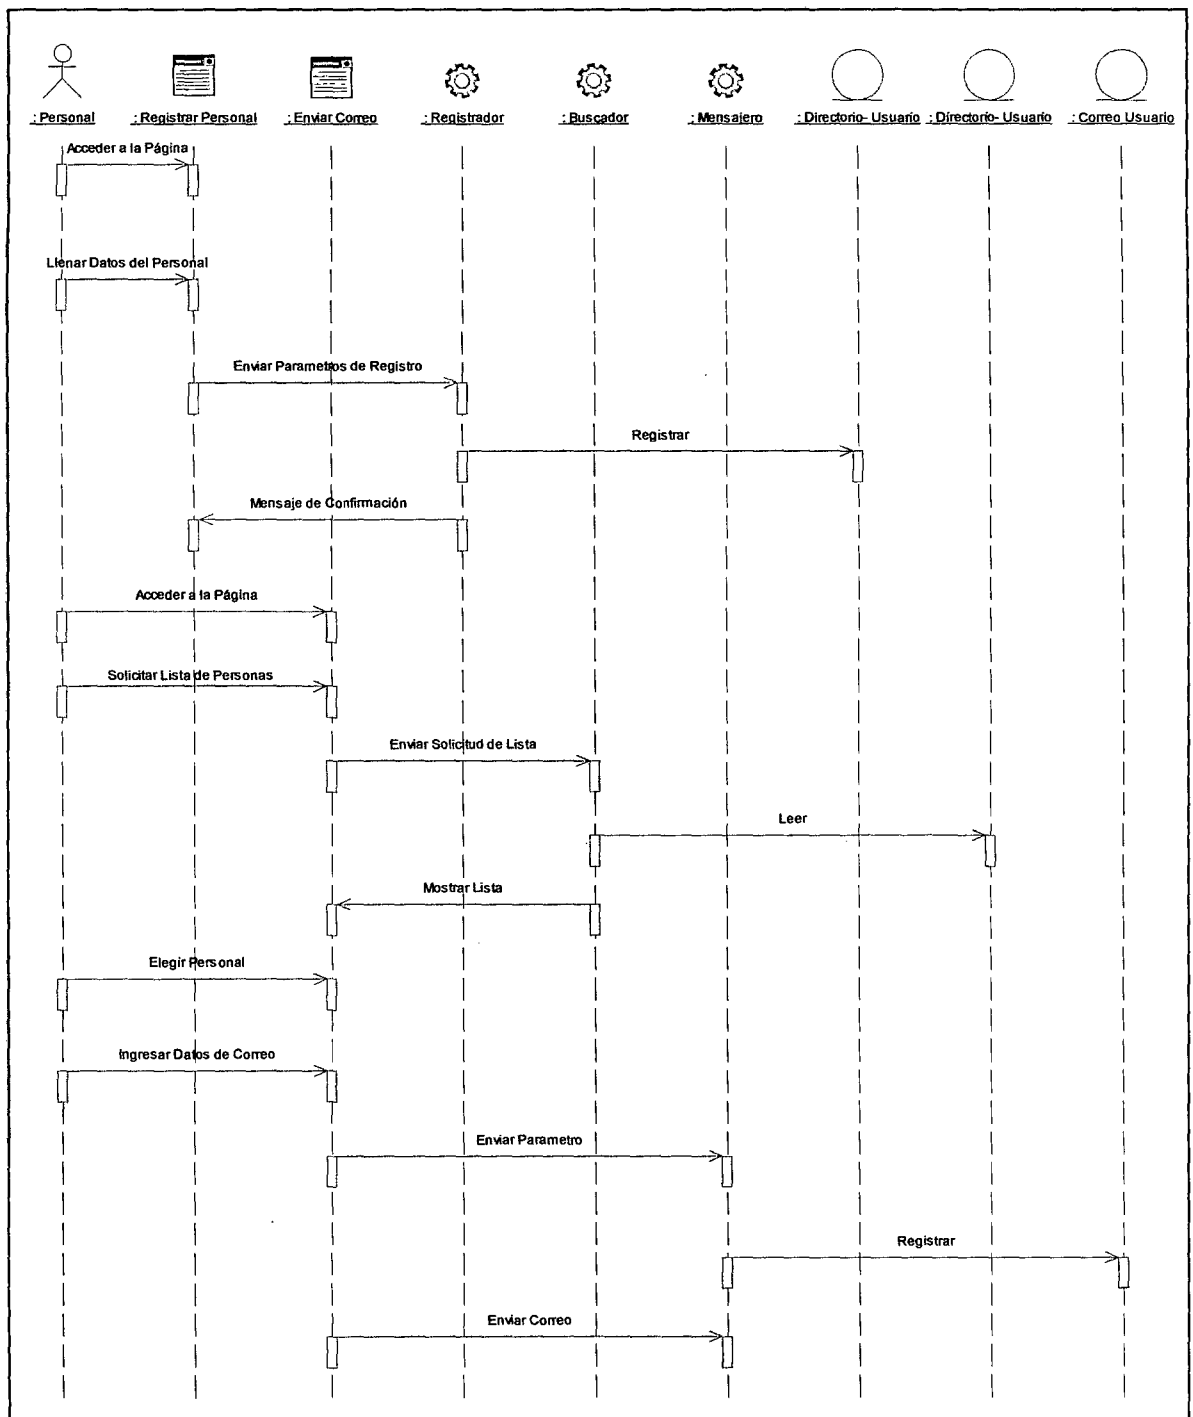 : Personal
: Registrar Personal
: Enviar Correo
: Registrador
: Buscador
: Mensajero
: Directorio- Usuario
: Directorio- Usuario
: Correo Usuario
Acceder a la Página
Llenar Datos del Personal
Enviar Parametros de Registro
Registrar
Mensaje de Confirmación
Acceder a la Página
Solicitar Lista de Personas
Enviar Solicitud de Lista
Leer
Mostrar Lista
Elegir Personal
Ingresar Datos de Correo
Enviar Parametro
Registrar
Enviar Correo